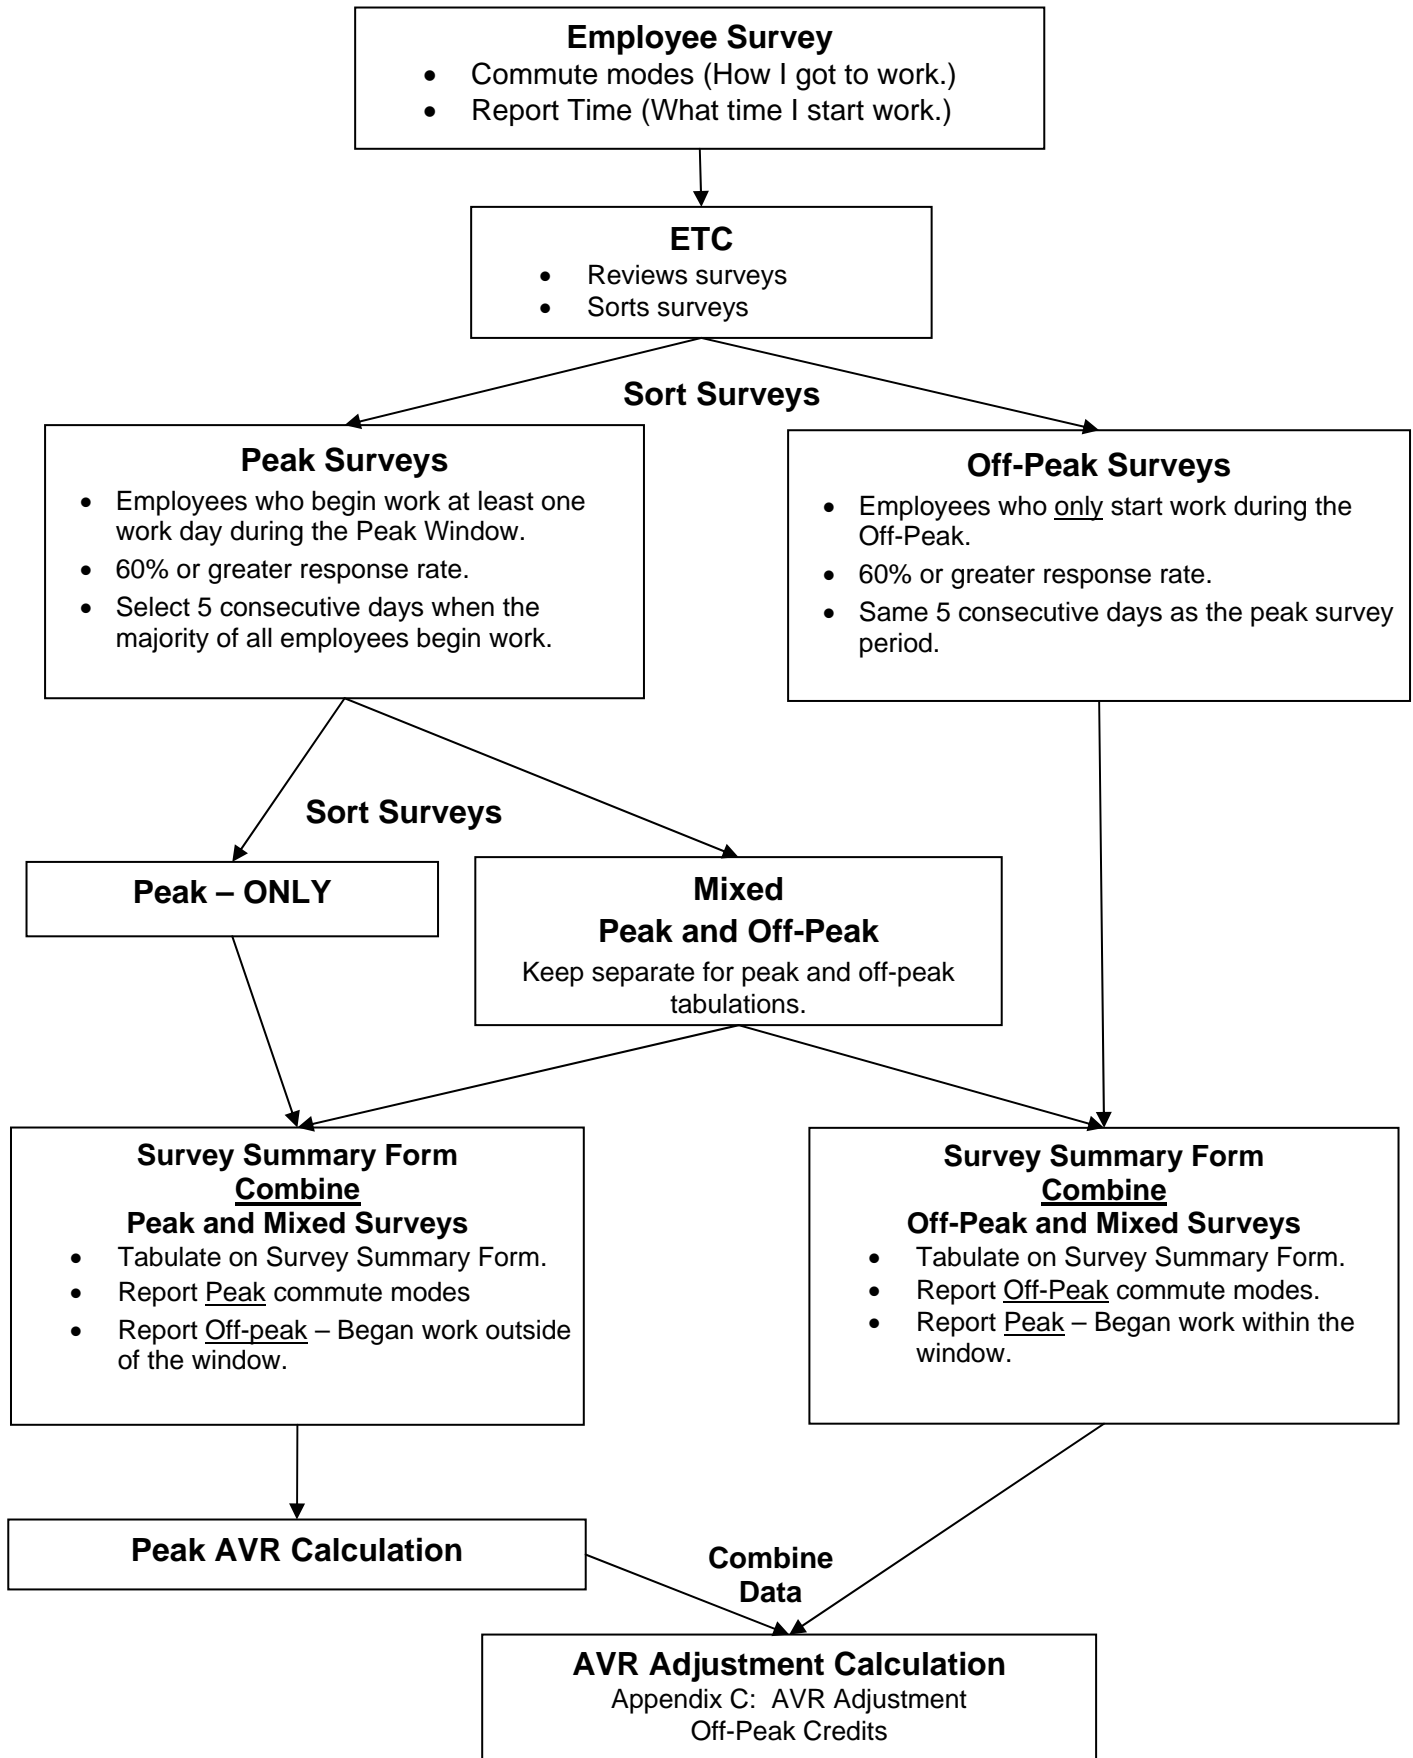 Employee Survey
• Commute modes (How I got to work.)
• Report Time (What time I start work.)
ETC
• Reviews surveys
• Sorts surveys
Sort Surveys
Peak Surveys
• Employees who begin work at least one
work day during the Peak Window.
• 60% or greater response rate.
• Select 5 consecutive days when the
majority of all employees begin work.
Off-Peak Surveys
• Employees who only start work during the
Off-Peak.
• 60% or greater response rate.
• Same 5 consecutive days as the peak survey
period.
Sort Surveys
Peak – ONLY
Mixed
Peak and Off-Peak
Keep separate for peak and off-peak
tabulations.
Survey Summary Form
Combine
Peak and Mixed Surveys
• Tabulate on Survey Summary Form.
• Report Peak commute modes
• Report Off-peak – Began work outside
of the window.
Survey Summary Form
Combine
Off-Peak and Mixed Surveys
• Tabulate on Survey Summary Form.
• Report Off-Peak commute modes.
• Report Peak – Began work within the
window.
Peak AVR Calculation
Combine
Data
AVR Adjustment Calculation
Appendix C: AVR Adjustment
Off-Peak Credits